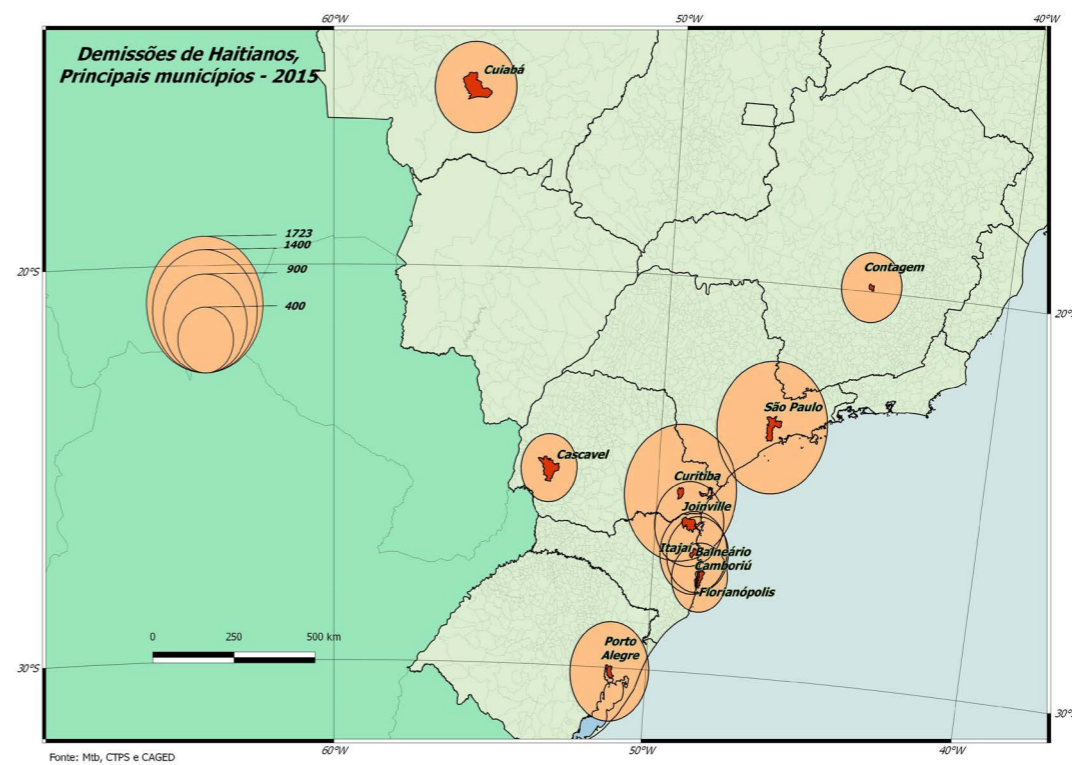 60°W
50°W
40°W
Demissões de Haitianos,
Principais municípios - 2015
Cuiabá
1723
1400
900
400
20°S
Contagem
20°
São Paulo
Cascavel
Curitiba
Joinville
Itajaí
Balneário
Camboriú
Florianópolis
0 250 500 km
Porto
Alegre
30°S
30°
60°W
50°W
40°W
Fonte: Mtb, CTPS e CAGED